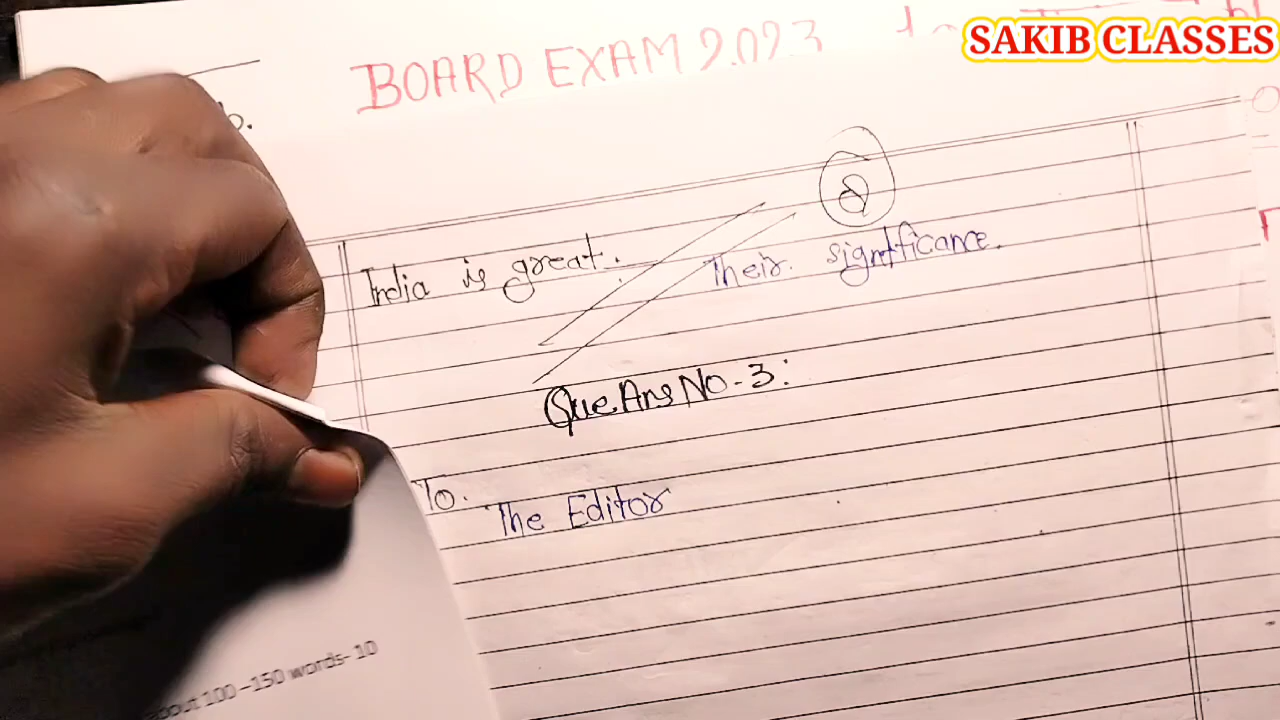 SAKIB CLASSES
BOARD EXAM 2023
India is great. Their. significance.
Que Ans No - 3:
To.
The Editor
about 100 - 150 words- 10